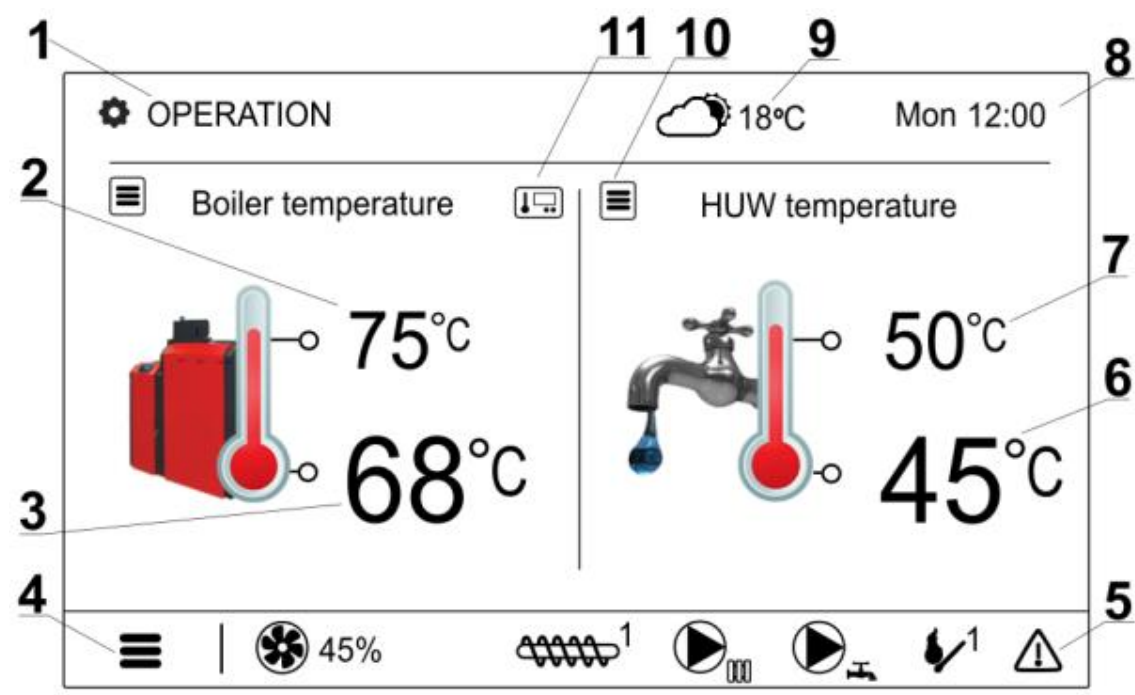 1 11 10 9 8
OPERATION 18°C Mon 12:00
2 Boiler temperature HUW temperature
7
75°C 50°C
6
68°C 45°C
3
4 5
45% 1 1